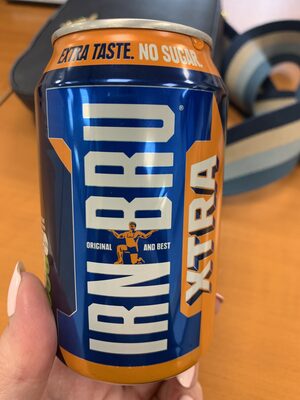 EXTRA TASTE. NO SUGAR.
IRN-BRU®
ORIGINAL AND BEST
XTRA